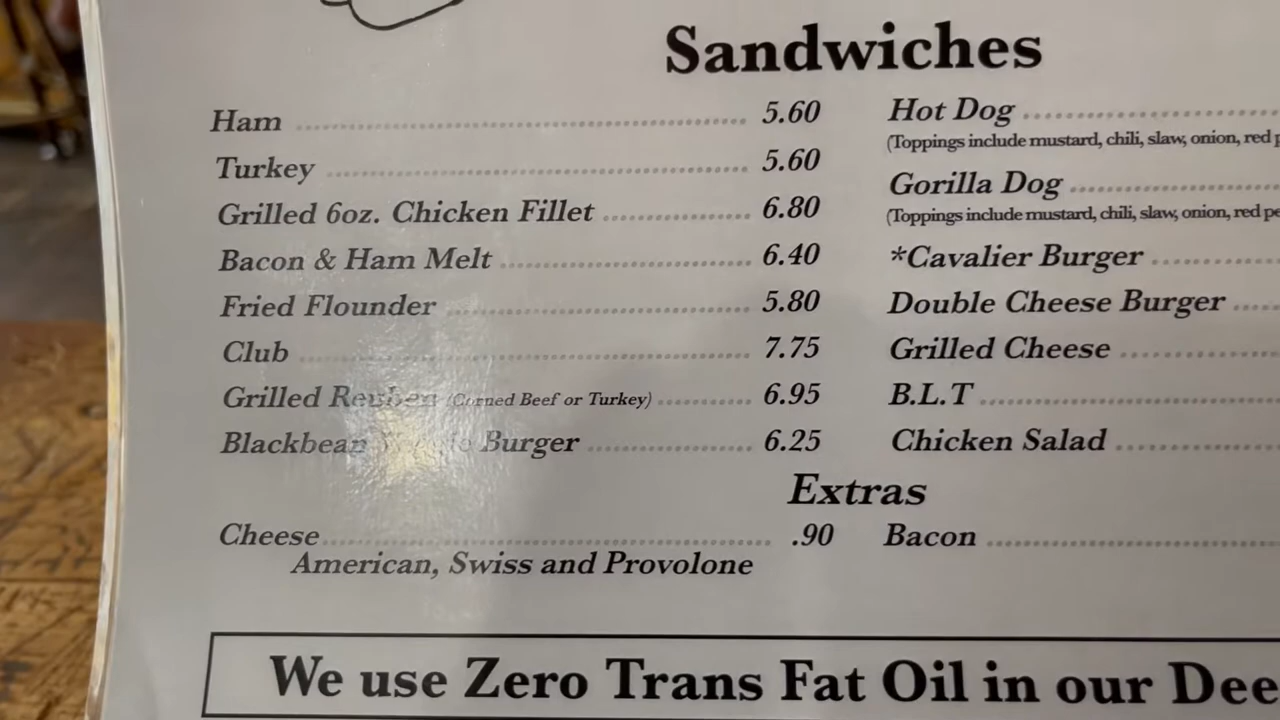 Sandwiches
Ham 5.60
Turkey 5.60
Grilled 6oz. Chicken Fillet 6.80
Bacon & Ham Melt 6.40
Fried Flounder 5.80
Club 7.75
Grilled Reuben (Corned Beef or Turkey) 6.95
Blackbean Burger 6.25
Hot Dog
(Toppings include mustard, chili, slaw, onion, red
Gorilla Dog
(Toppings include mustard, chili, slaw, onion, red
*Cavalier Burger
Double Cheese Burger
Grilled Cheese
B.L.T
Chicken Salad
Extras
Cheese .90
American, Swiss and Provolone
Bacon
We use Zero Trans Fat Oil in our Dee